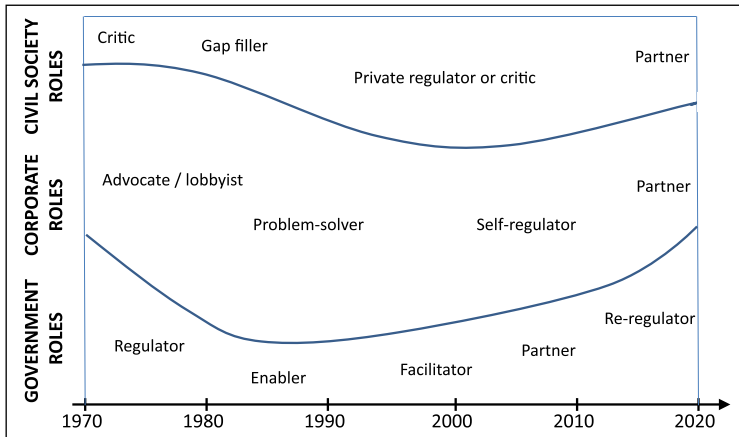 CIVIL SOCIETY
ROLES
Critic
Gap filler
Private regulator or critic
Partner
CORPORATE
ROLES
Advocate / lobbyist
Problem-solver
Self-regulator
Partner
GOVERNMENT
ROLES
Regulator
Enabler
Facilitator
Partner
Re-regulator
1970 1980 1990 2000 2010 2020